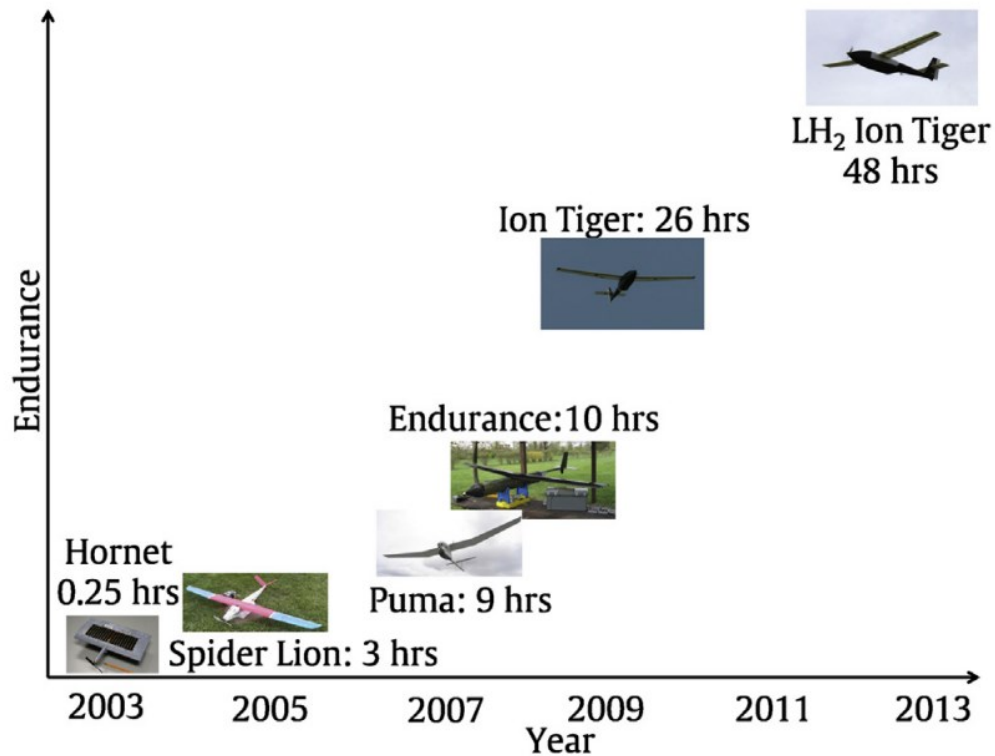 LH₂ Ion Tiger
48 hrs
Ion Tiger: 26 hrs
Endurance
Endurance:10 hrs
Hornet
0.25 hrs
Puma: 9 hrs
Spider Lion: 3 hrs
2003 2005 2007 2009 2011 2013
Year